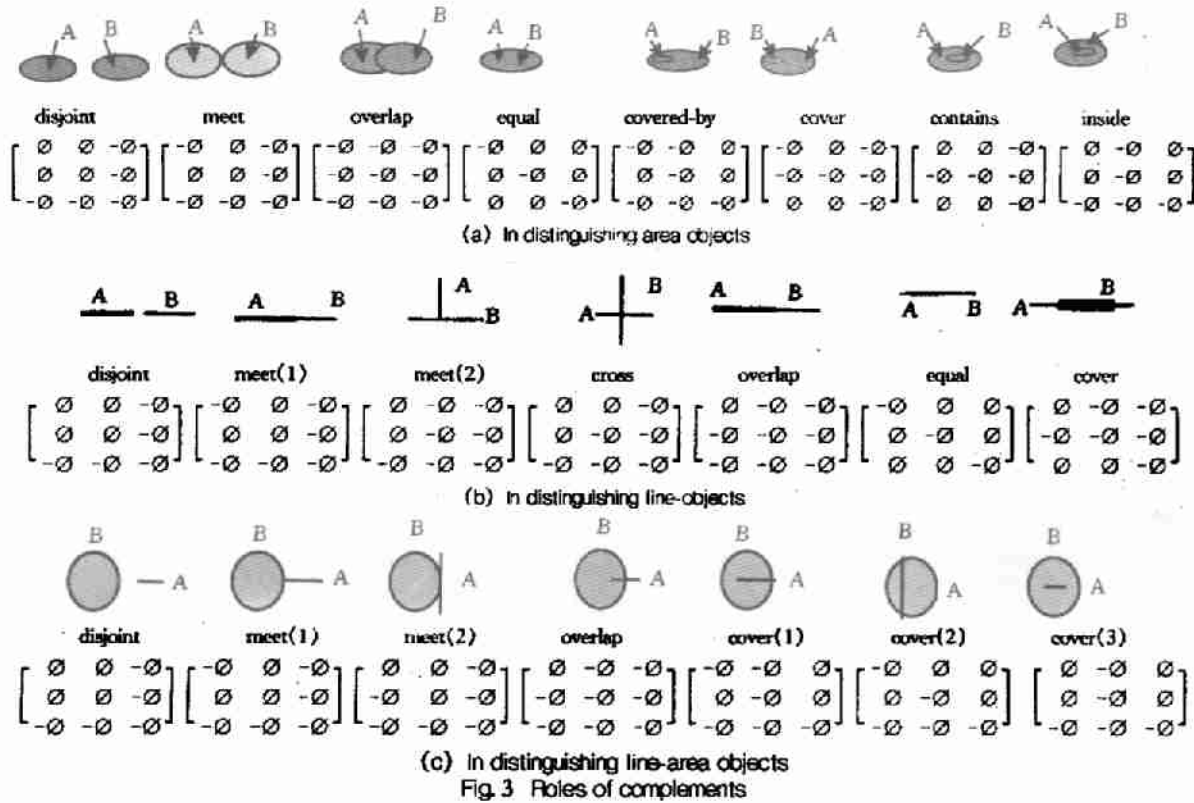 A B A B A B A B A B B A A B A B
disjoint meet overlap equal covered-by cover contains inside
[ Ø Ø -Ø ] [ -Ø Ø -Ø ] [ -Ø -Ø -Ø ] [ -Ø Ø Ø ] [ -Ø -Ø Ø ] [ -Ø Ø -Ø ] [ Ø Ø -Ø ] [ Ø -Ø Ø ]
Ø Ø -Ø Ø Ø -Ø -Ø -Ø -Ø Ø Ø Ø Ø -Ø Ø -Ø -Ø -Ø -Ø -Ø -Ø Ø -Ø Ø
-Ø -Ø -Ø -Ø -Ø -Ø -Ø -Ø -Ø Ø Ø -Ø -Ø -Ø -Ø Ø Ø -Ø Ø Ø -Ø -Ø -Ø -Ø
(a) In distinguishing area objects
A B A B A B A B A B A B A B
disjoint meet(1) meet(2) cross overlap equal cover
[ Ø Ø -Ø ] [ -Ø Ø -Ø ] [ Ø -Ø -Ø ] [ Ø Ø -Ø ] [ -Ø -Ø -Ø ] [ -Ø Ø Ø ] [ Ø Ø -Ø ]
Ø Ø -Ø Ø Ø -Ø Ø -Ø -Ø Ø -Ø -Ø -Ø -Ø -Ø Ø -Ø Ø -Ø -Ø -Ø
-Ø -Ø -Ø -Ø -Ø -Ø -Ø -Ø -Ø -Ø -Ø -Ø -Ø -Ø -Ø Ø Ø -Ø Ø Ø -Ø
(b) In distinguishing line-objects
B A B A B A B A B A B A B A
disjoint meet(1) meet(2) overlap cover(1) cover(2) cover(3)
[ Ø Ø -Ø ] [ -Ø Ø -Ø ] [ -Ø Ø -Ø ] [ Ø -Ø -Ø ] [ -Ø -Ø Ø ] [ -Ø Ø Ø ] [ Ø -Ø Ø ]
Ø Ø -Ø Ø Ø -Ø -Ø Ø -Ø -Ø -Ø -Ø Ø -Ø Ø Ø -Ø Ø Ø -Ø Ø
-Ø -Ø -Ø -Ø -Ø -Ø -Ø -Ø -Ø -Ø -Ø -Ø -Ø -Ø -Ø -Ø -Ø -Ø -Ø -Ø -Ø
(c) In distinguishing line-area objects
Fig. 3 Roles of complements